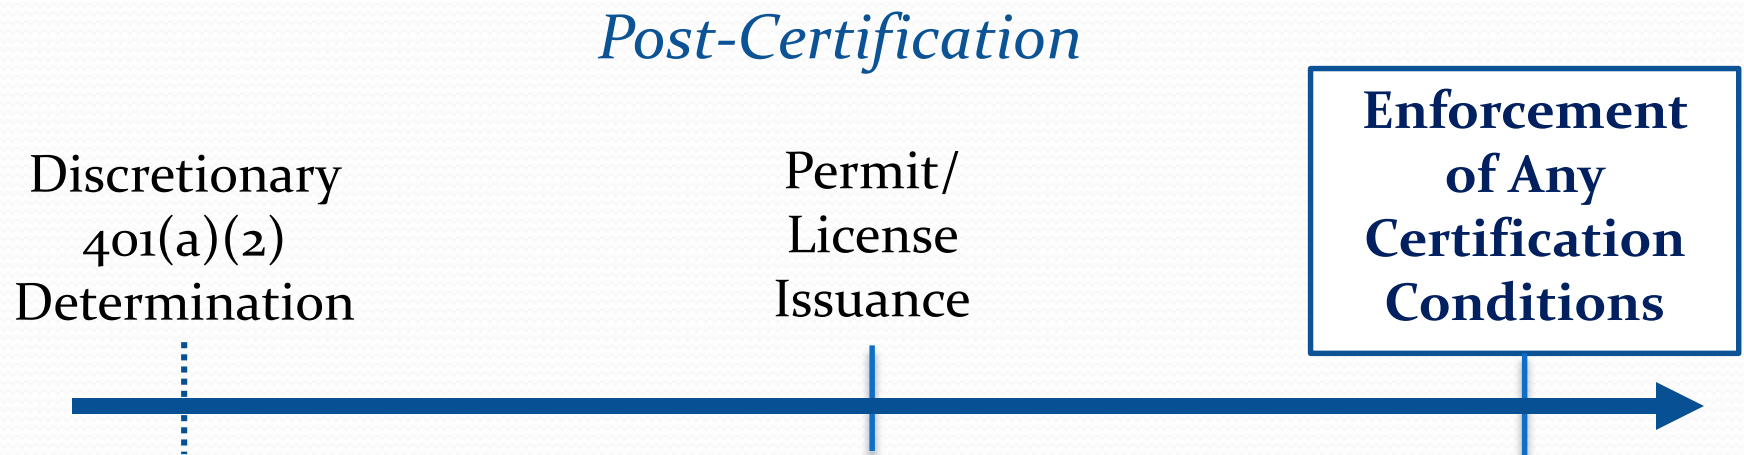 Post-Certification
Discretionary
401(a)(2)
Determination
Permit/
License
Issuance
Enforcement
of Any
Certification
Conditions